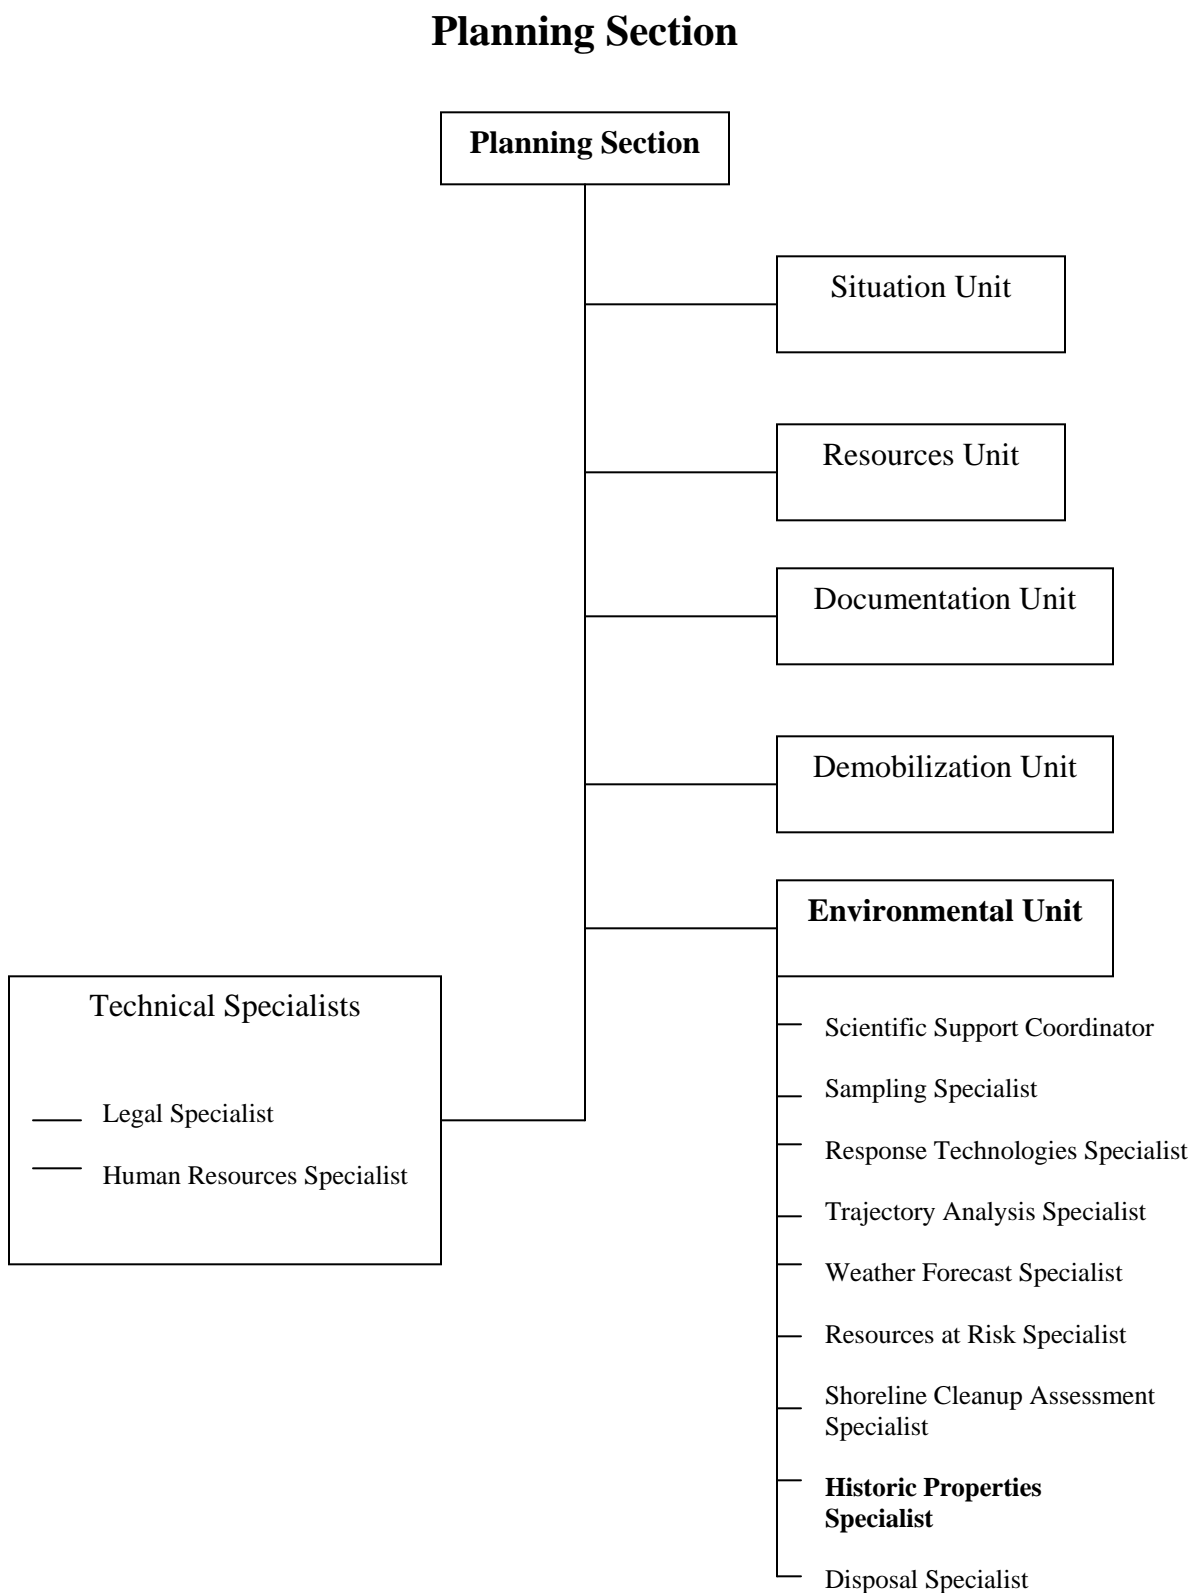 Planning Section
Planning Section
Situation Unit
Resources Unit
Documentation Unit
Demobilization Unit
Environmental Unit
Technical Specialists
Legal Specialist
Human Resources Specialist
Scientific Support Coordinator
Sampling Specialist
Response Technologies Specialist
Trajectory Analysis Specialist
Weather Forecast Specialist
Resources at Risk Specialist
Shoreline Cleanup Assessment
Specialist
Historic Properties
Specialist
Disposal Specialist